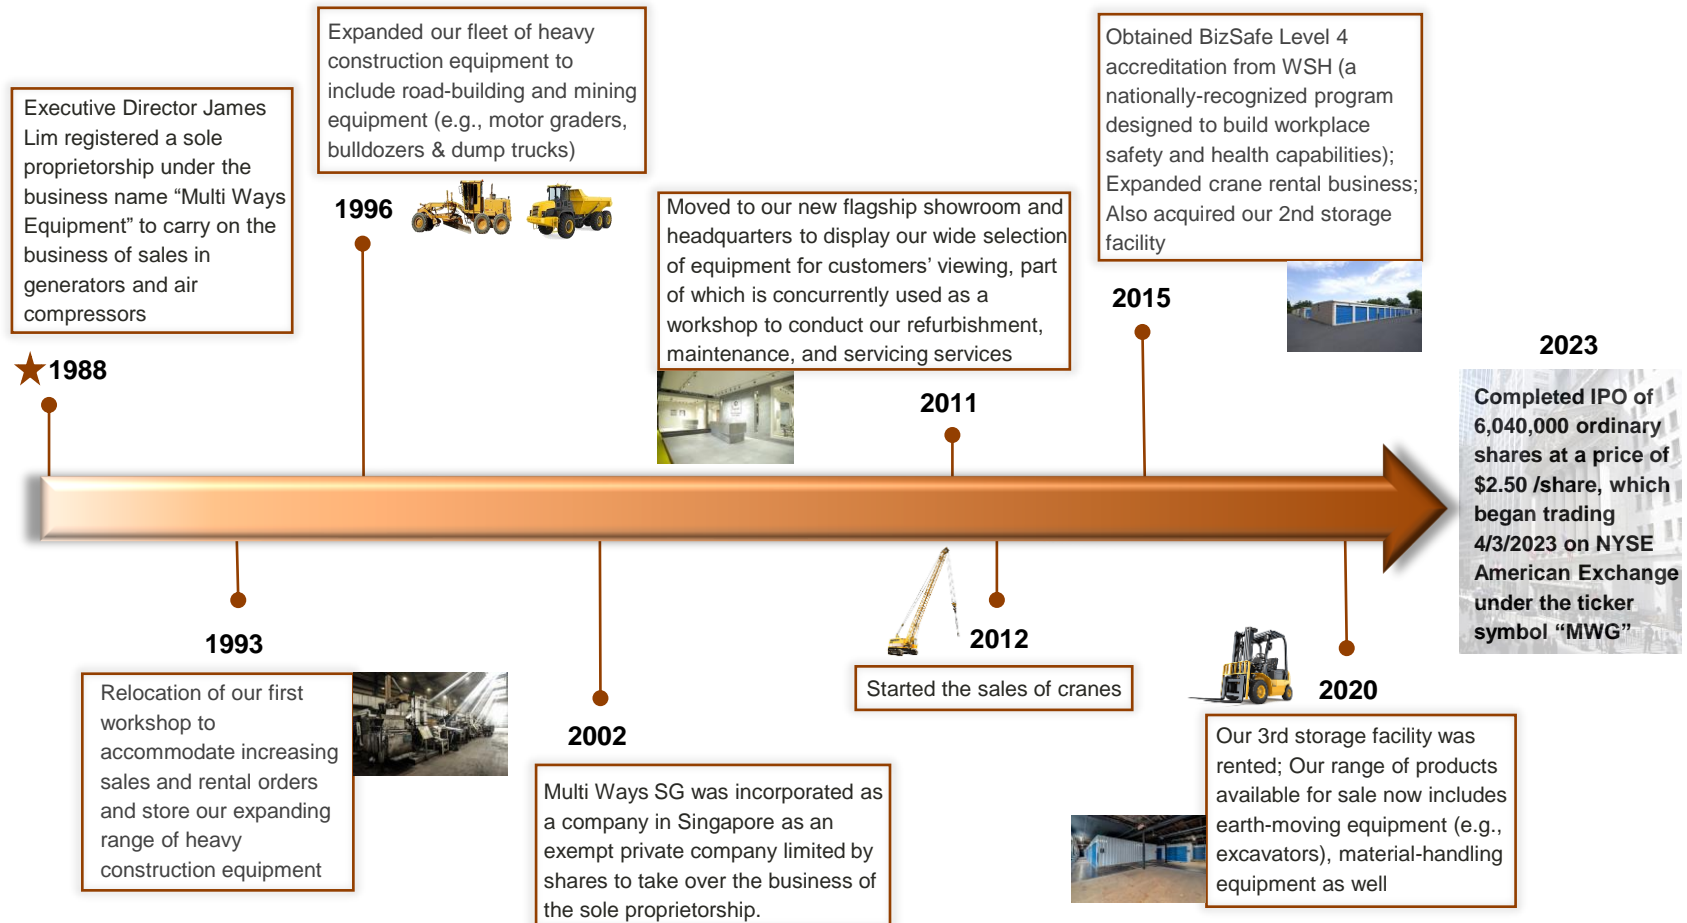 Executive Director James
Lim registered a sole
proprietorship under the
business name “Multi Ways
Equipment” to carry on the
business of sales in
generators and air
compressors
1988
Expanded our fleet of heavy
construction equipment to
include road-building and mining
equipment (e.g., motor graders,
bulldozers & dump trucks)
1996
Moved to our new flagship showroom and
headquarters to display our wide selection
of equipment for customers’ viewing, part
of which is concurrently used as a
workshop to conduct our refurbishment,
maintenance, and servicing services
2011
Obtained BizSafe Level 4
accreditation from WSH (a
nationally-recognized program
designed to build workplace
safety and health capabilities);
Expanded crane rental business;
Also acquired our 2nd storage
facility
2015
2023
Completed IPO of
6,040,000 ordinary
shares at a price of
$2.50 /share, which
began trading
4/3/2023 on NYSE
American Exchange
under the ticker
symbol “MWG”
1993
Relocation of our first
workshop to
accommodate increasing
sales and rental orders
and store our expanding
range of heavy
construction equipment
2002
Multi Ways SG was incorporated as
a company in Singapore as an
exempt private company limited by
shares to take over the business of
the sole proprietorship.
2012
Started the sales of cranes
2020
Our 3rd storage facility was
rented; Our range of products
available for sale now includes
earth-moving equipment (e.g.,
excavators), material-handling
equipment as well